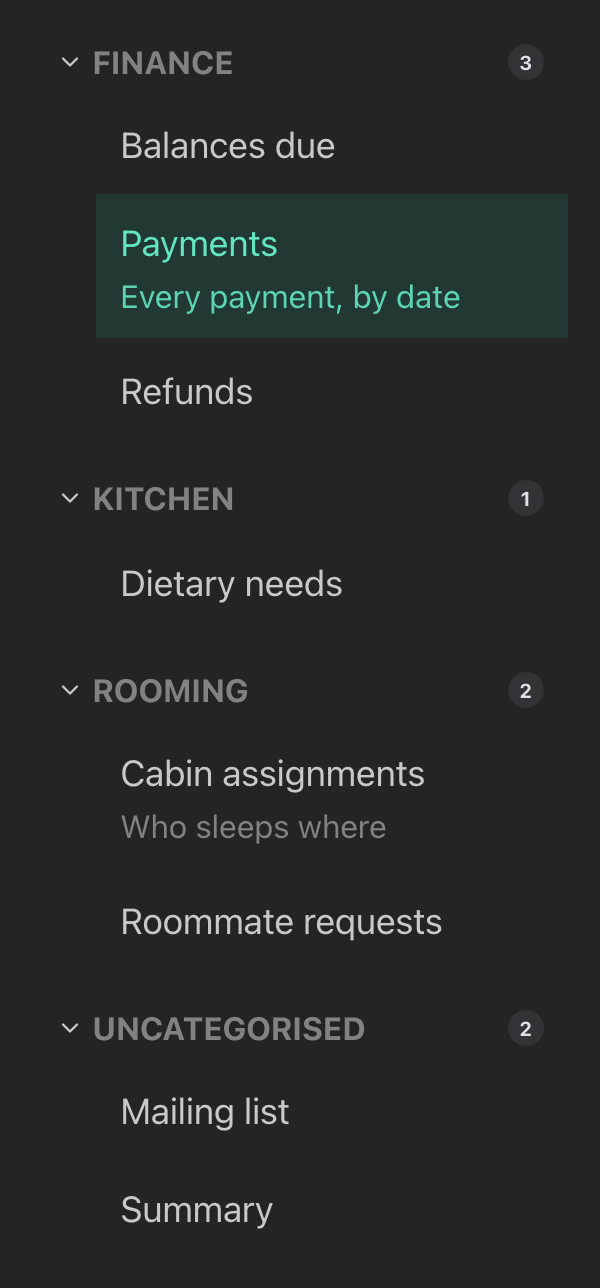 FINANCE 3
Balances due
Payments
Every payment, by date
Refunds
KITCHEN 1
Dietary needs
ROOMING 2
Cabin assignments
Who sleeps where
Roommate requests
UNCATEGORISED 2
Mailing list
Summary